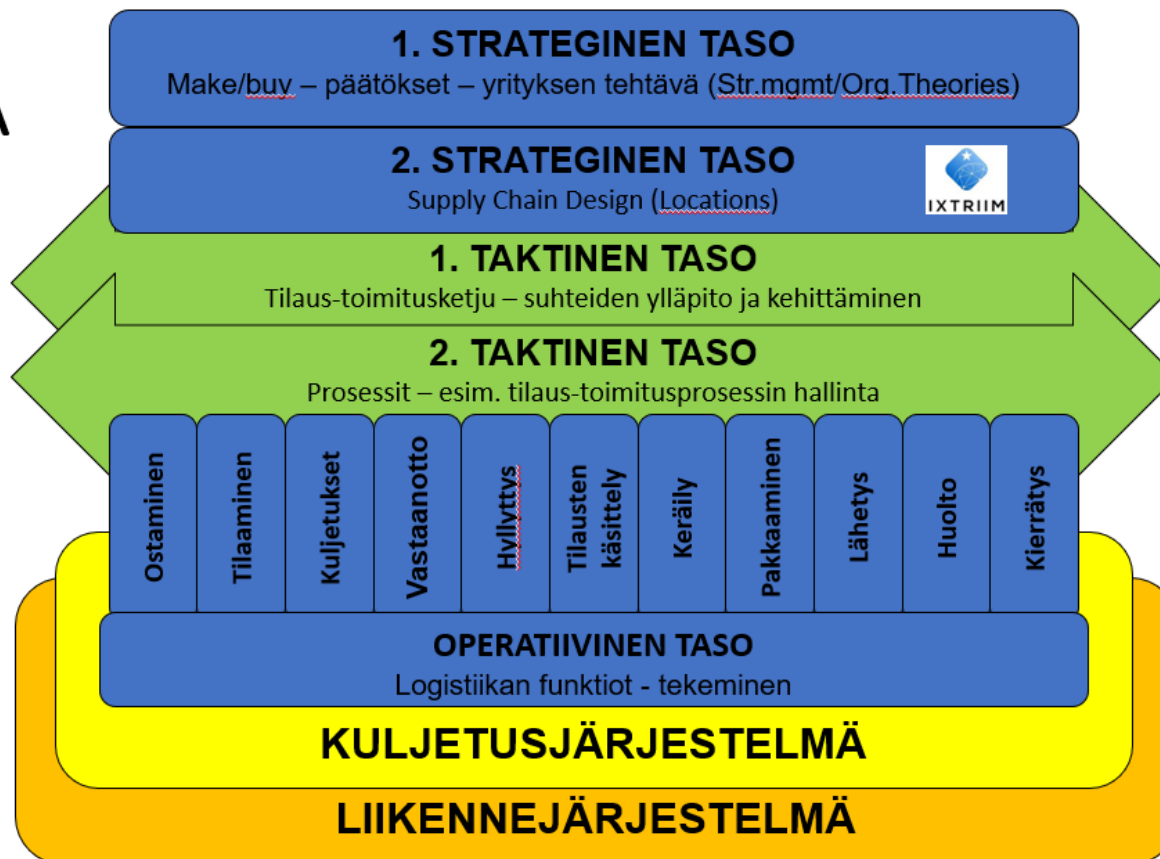 A
1. STRATEGINEN TASO
Make/buy – päätökset – yrityksen tehtävä (Str.mgmt/Org.Theories)
2. STRATEGINEN TASO
Supply Chain Design (Locations)
IXTRIIM
1. TAKTINEN TASO
Tilaus-toimitusketju – suhteiden ylläpito ja kehittäminen
2. TAKTINEN TASO
Prosessit – esim. tilaus-toimitusprosessin hallinta
Ostaminen
Tilaaminen
Kuljetukset
Vastaanotto
Hyllyttys
Tilausten
käsittely
Keräily
Pakkaaminen
Lähetys
Huolto
Kierrätys
OPERATIIVINEN TASO
Logistiikan funktiot - tekeminen
KULJETUSJÄRJESTELMÄ
LIIKENNEJÄRJESTELMÄ